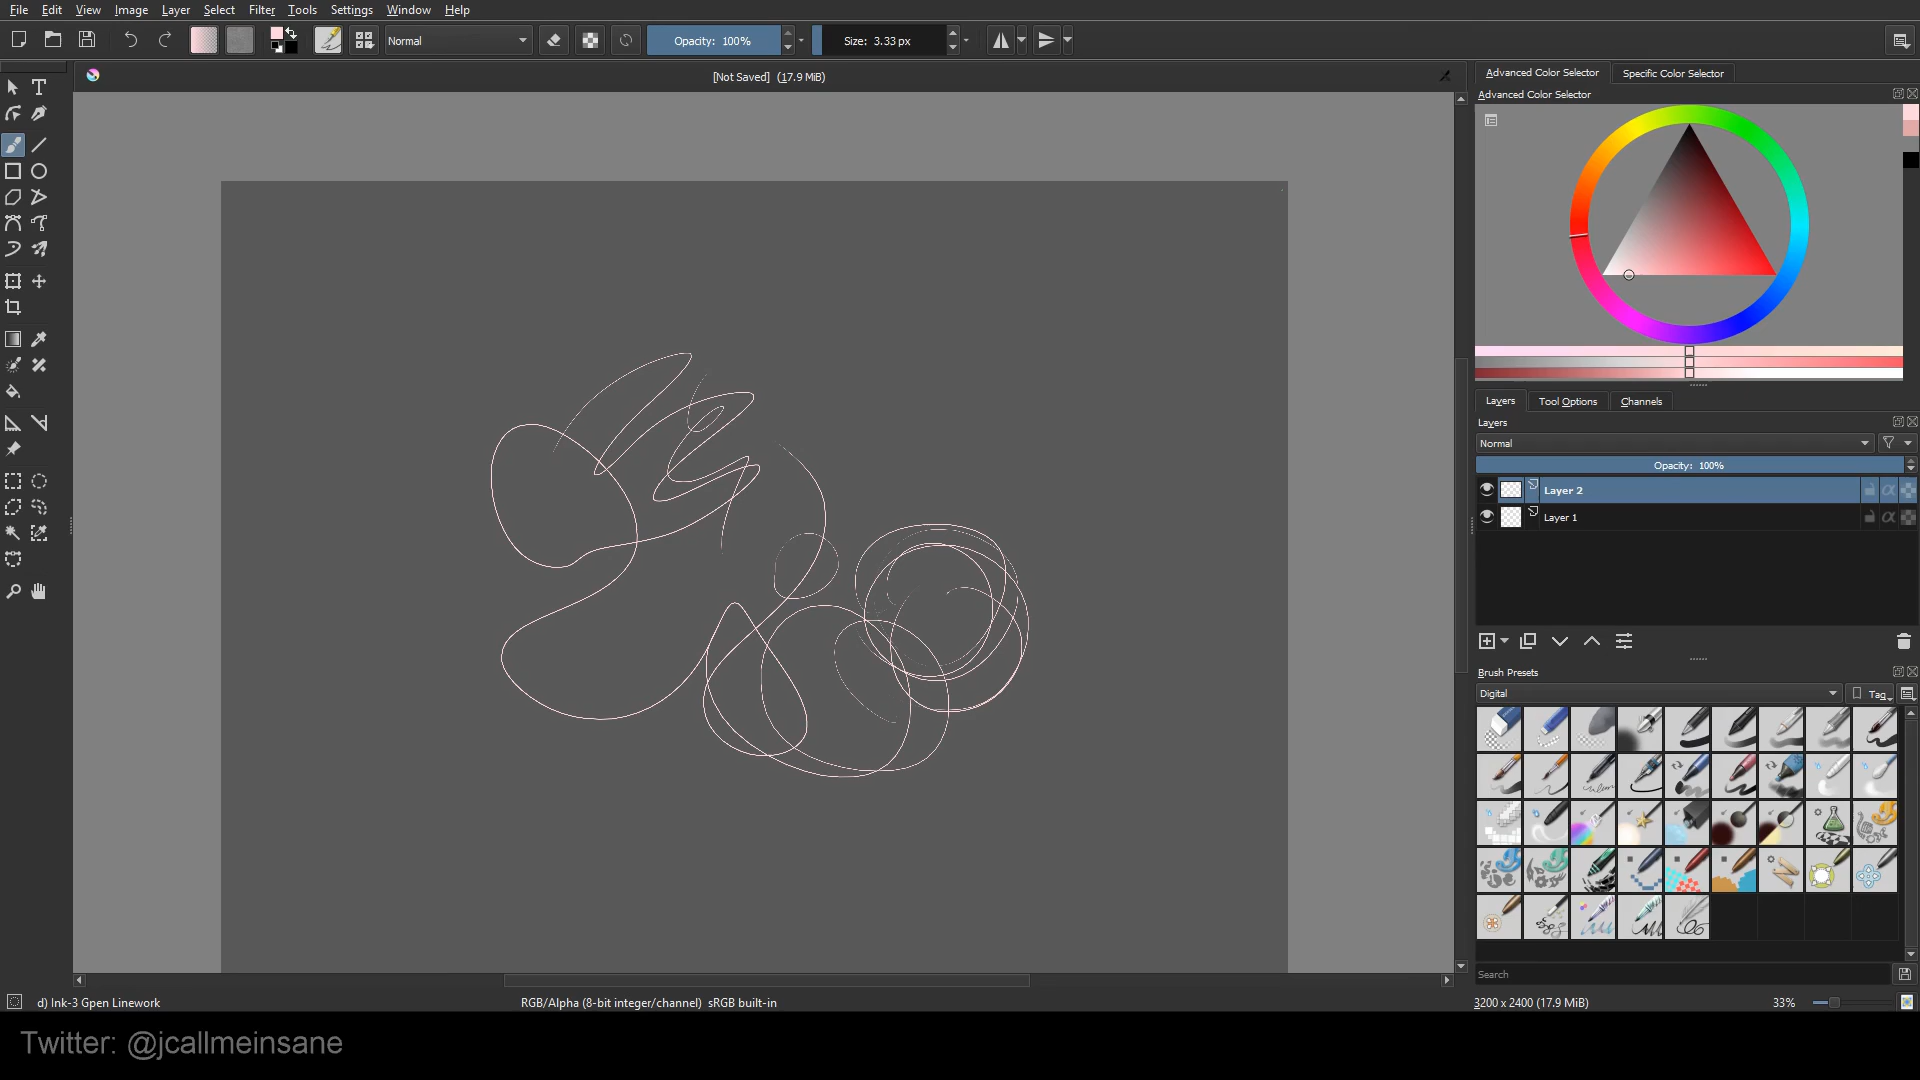 File Edit View Image Layer Select Filter Tools Settings Window Help
Normal Opacity: 100% Size: 3.33 px
[Not Saved] (17.9 MiB)
Advanced Color Selector Specific Color Selector
Advanced Color Selector
Layers Tool Options Channels
Layers
Normal
Opacity: 100%
Layer 2
Layer 1
Brush Presets
Digital Tag
Search
d) Ink-3 Gpen Linework RGB/Alpha (8-bit integer/channel) sRGB built-in 3200 x 2400 (17.9 MiB) 33%
Twitter: @jcallmeinsane